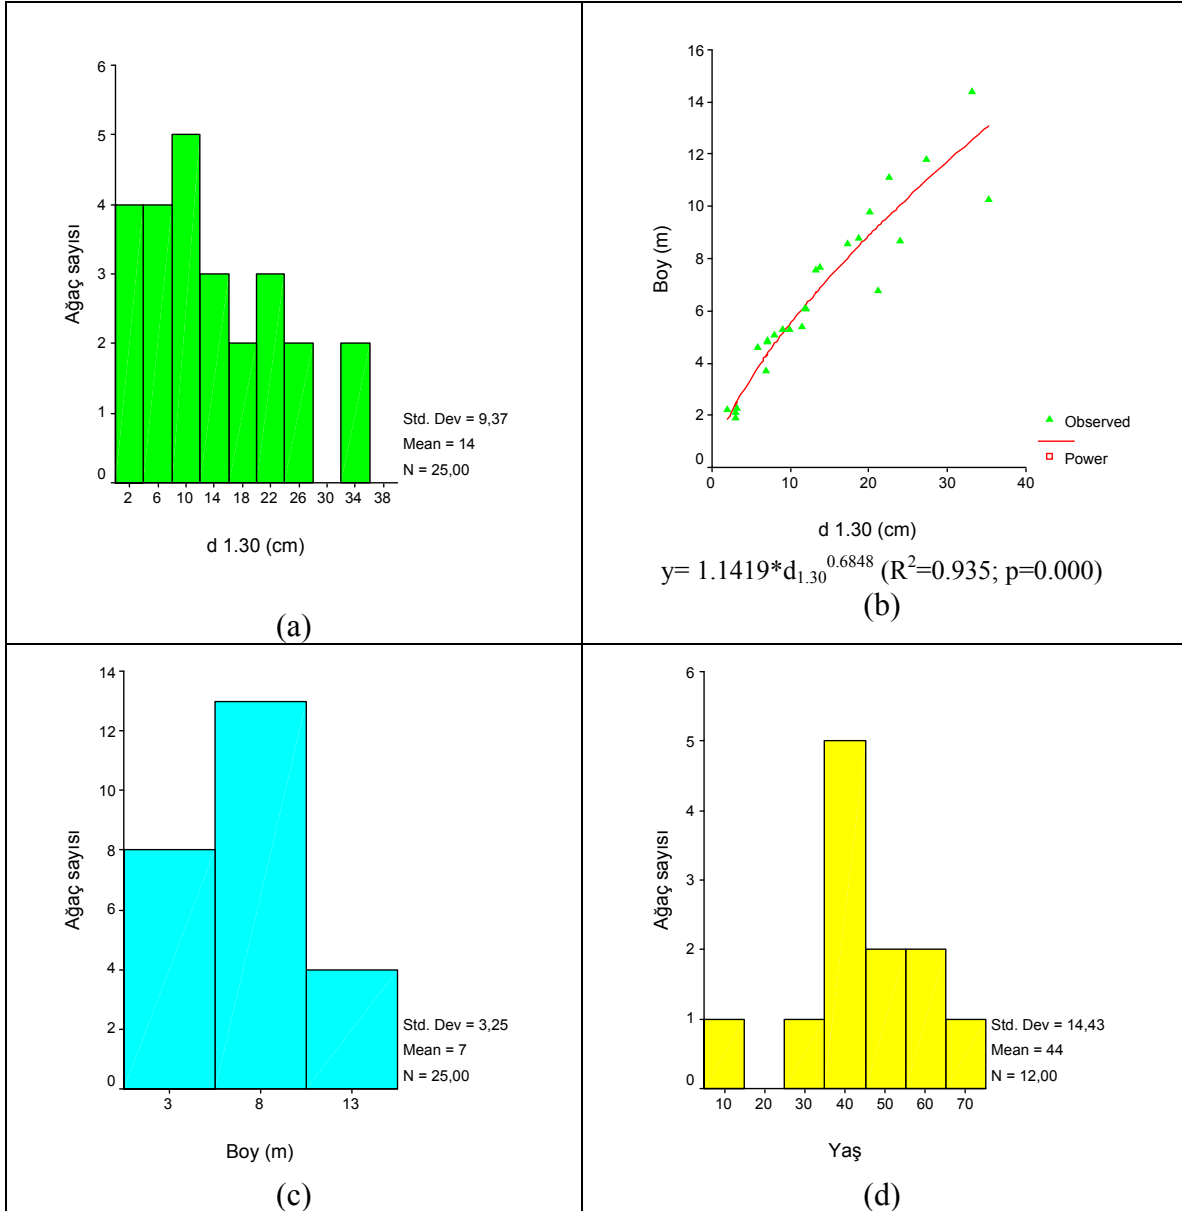 6
5
4
3
2
1
0
Ağaç sayısı
2 6 10 14 18 22 26 30 34 38
d 1.30 (cm)
Std. Dev = 9,37
Mean = 14
N = 25,00
(a)
16
14
12
10
8
6
4
2
0
Boy (m)
0 10 20 30 40
d 1.30 (cm)
Observed
Power
y= 1.1419*d₁.₃₀^0.6848 (R²=0.935; p=0.000)
(b)
14
12
10
8
6
4
2
0
Ağaç sayısı
3 8 13
Boy (m)
Std. Dev = 3,25
Mean = 7
N = 25,00
(c)
6
5
4
3
2
1
0
Ağaç sayısı
10 20 30 40 50 60 70
Yaş
Std. Dev = 14,43
Mean = 44
N = 12,00
(d)